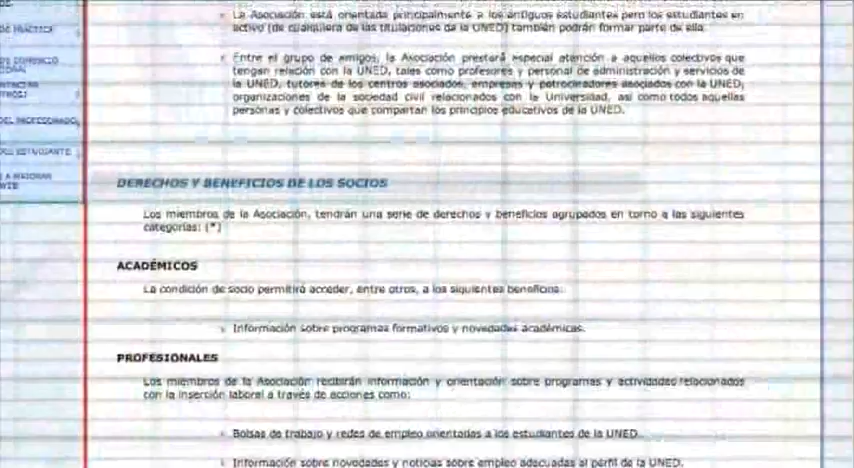 DE PRÁCTICA
La Asociación está orientada principalmente a los antiguos estudiantes pero los estudiantes en
activo (de cualquiera de las titulaciones de la UNED) también podrán formar parte de ella.
Entre el grupo de amigos, la Asociación prestará especial atención a aquellos colectivos que
tengan relación con la UNED, tales como profesores y personal de administración y servicios de
la UNED, tutores de los centros asociados, empresas y patrocinadores asociados con la UNED,
organizaciones de la sociedad civil relacionados con la Universidad, así como todos aquellas
personas y colectivos que compartan los principios educativos de la UNED.
DEL PROFESORADO
DEL ESTUDIANTE
DERECHOS Y BENEFICIOS DE LOS SOCIOS
Los miembros de la Asociación, tendrán una serie de derechos y beneficios agrupados en torno a las siguientes
categorías: (*)
ACADÉMICOS
La condición de socio permitirá acceder, entre otros, a los siguientes beneficios:
Información sobre programas formativos y novedades académicas.
PROFESIONALES
Los miembros de la Asociación recibirán información y orientación sobre programas y actividades relacionados
con la inserción laboral a través de acciones como:
Bolsas de trabajo y redes de empleo orientadas a los estudiantes de la UNED.
Información sobre novedades y noticias sobre empleo adecuadas al perfil de la UNED.